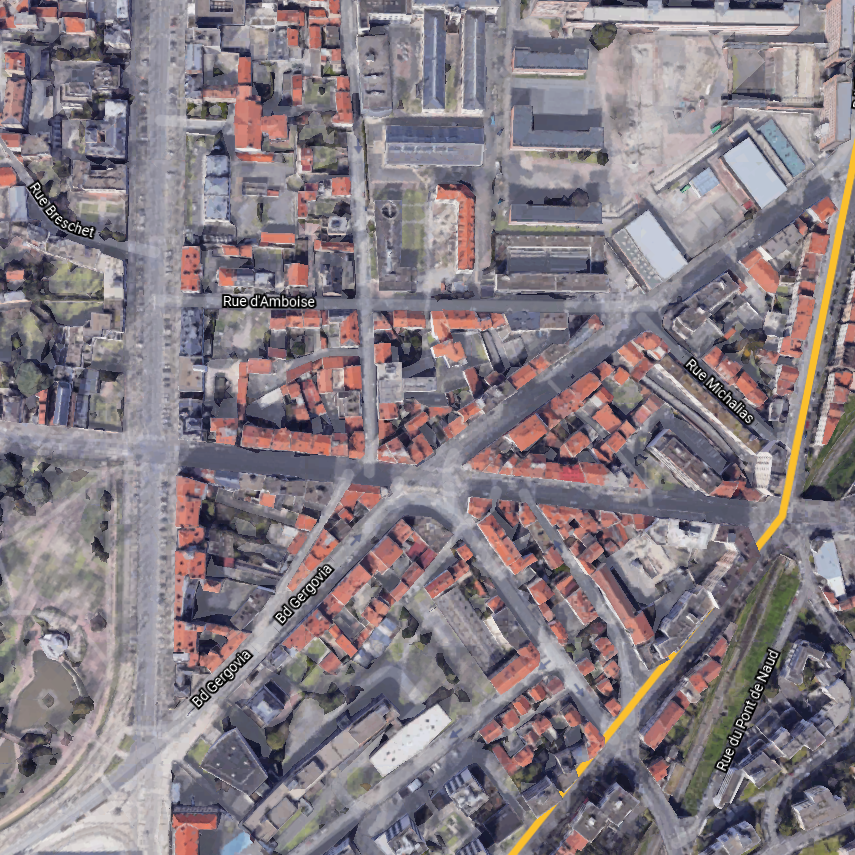 Rue Breschet
Rue d'Amboise
Rue Michalias
Bd Gergovia
Bd Gergovia
Rue du Pont de Naud